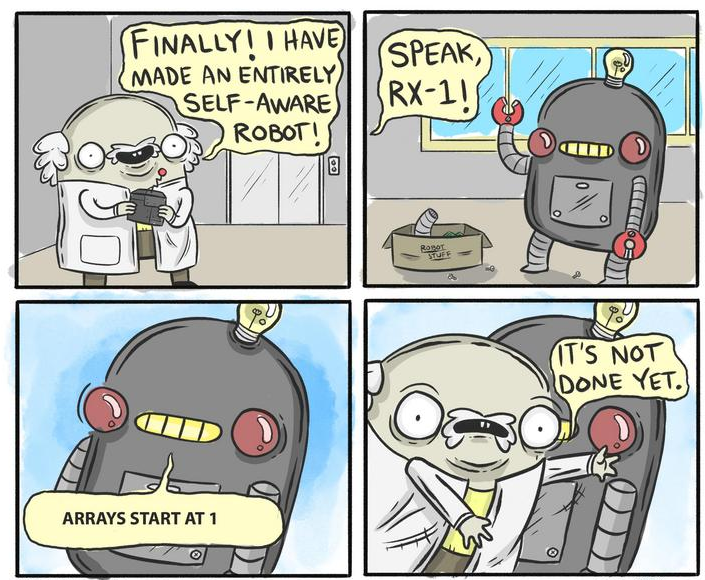 FINALLY! I HAVE
MADE AN ENTIRELY
SELF-AWARE
ROBOT!
SPEAK,
RX-1!
ROBOT
STUFF
ARRAYS START AT 1
IT'S NOT
DONE YET.